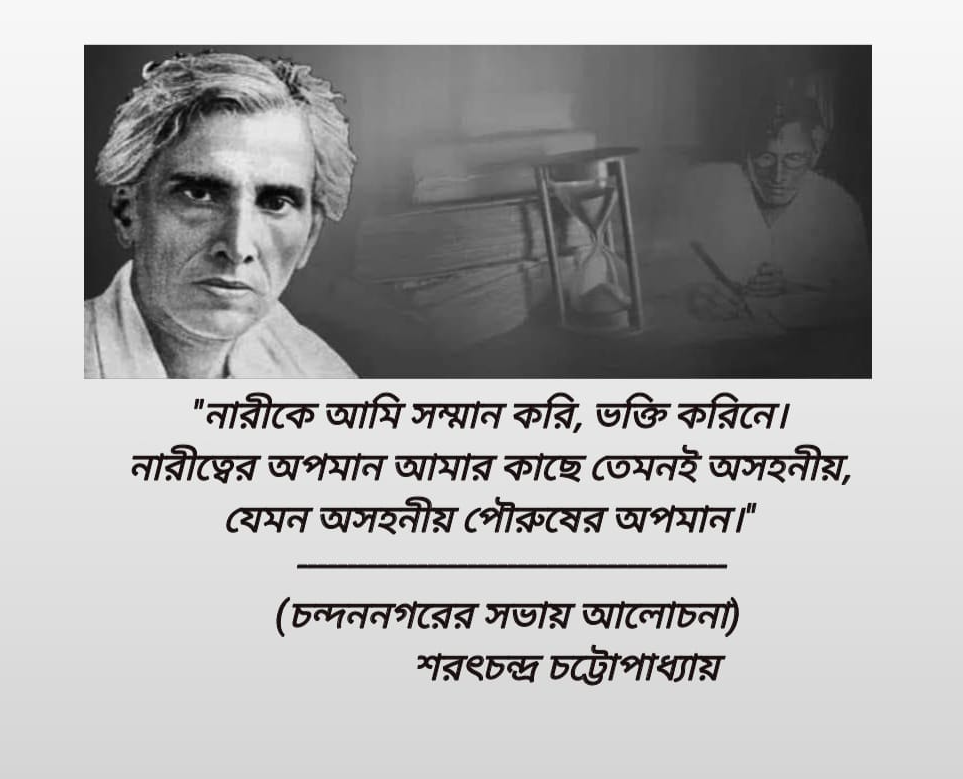 "নারীকে আমি সম্মান করি, ভক্তি করিনে।
নারীত্বের অপমান আমার কাছে তেমনই অসহনীয়,
যেমন অসহনীয় পৌরুষের অপমান।"
(চন্দননগরের সভায় আলোচনা)
শরৎচন্দ্র চট্টোপাধ্যায়